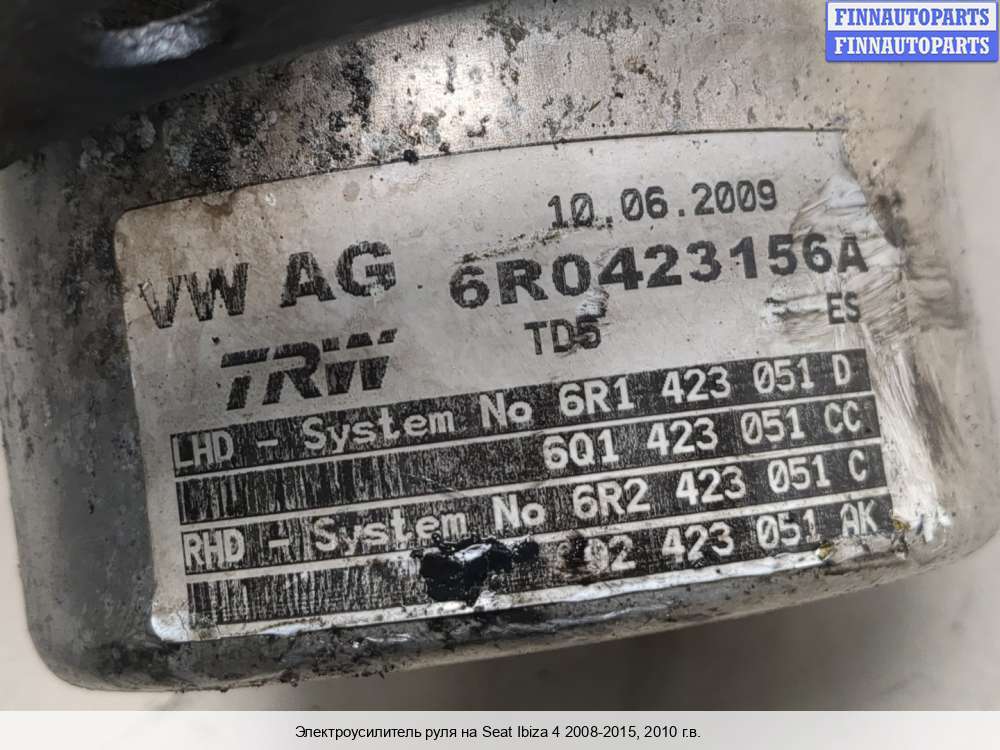 FINNAUTOPARTS
FINNAUTOPARTS
10.06.2009
VW AG 6R0423156A
TRW TD5 ES
LHD - System No 6R1 423 051 D
6Q1 423 051 CC
RHD - System No 6R2 423 051 C
Q2 423 051 AK
Электроусилитель руля на Seat Ibiza 4 2008-2015, 2010 г.в.